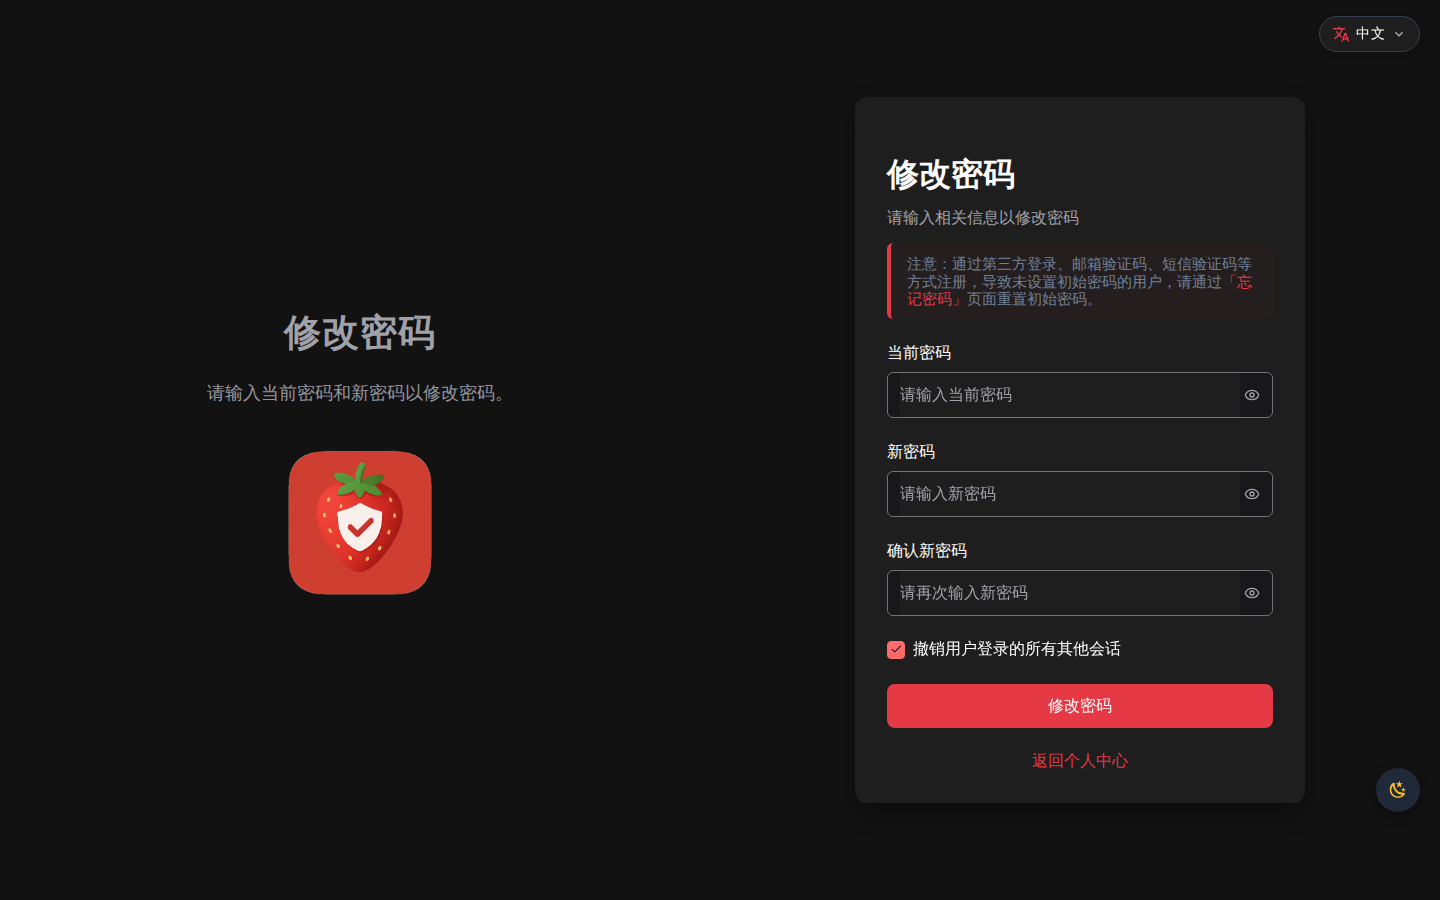 中文
修改密码
请输入当前密码和新密码以修改密码。
修改密码
请输入相关信息以修改密码
注意：通过第三方登录、邮箱验证码、短信验证码等
方式注册，导致未设置初始密码的用户，请通过「忘
记密码」页面重置初始密码。
当前密码
请输入当前密码
新密码
请输入新密码
确认新密码
请再次输入新密码
撤销用户登录的所有其他会话
修改密码
返回个人中心